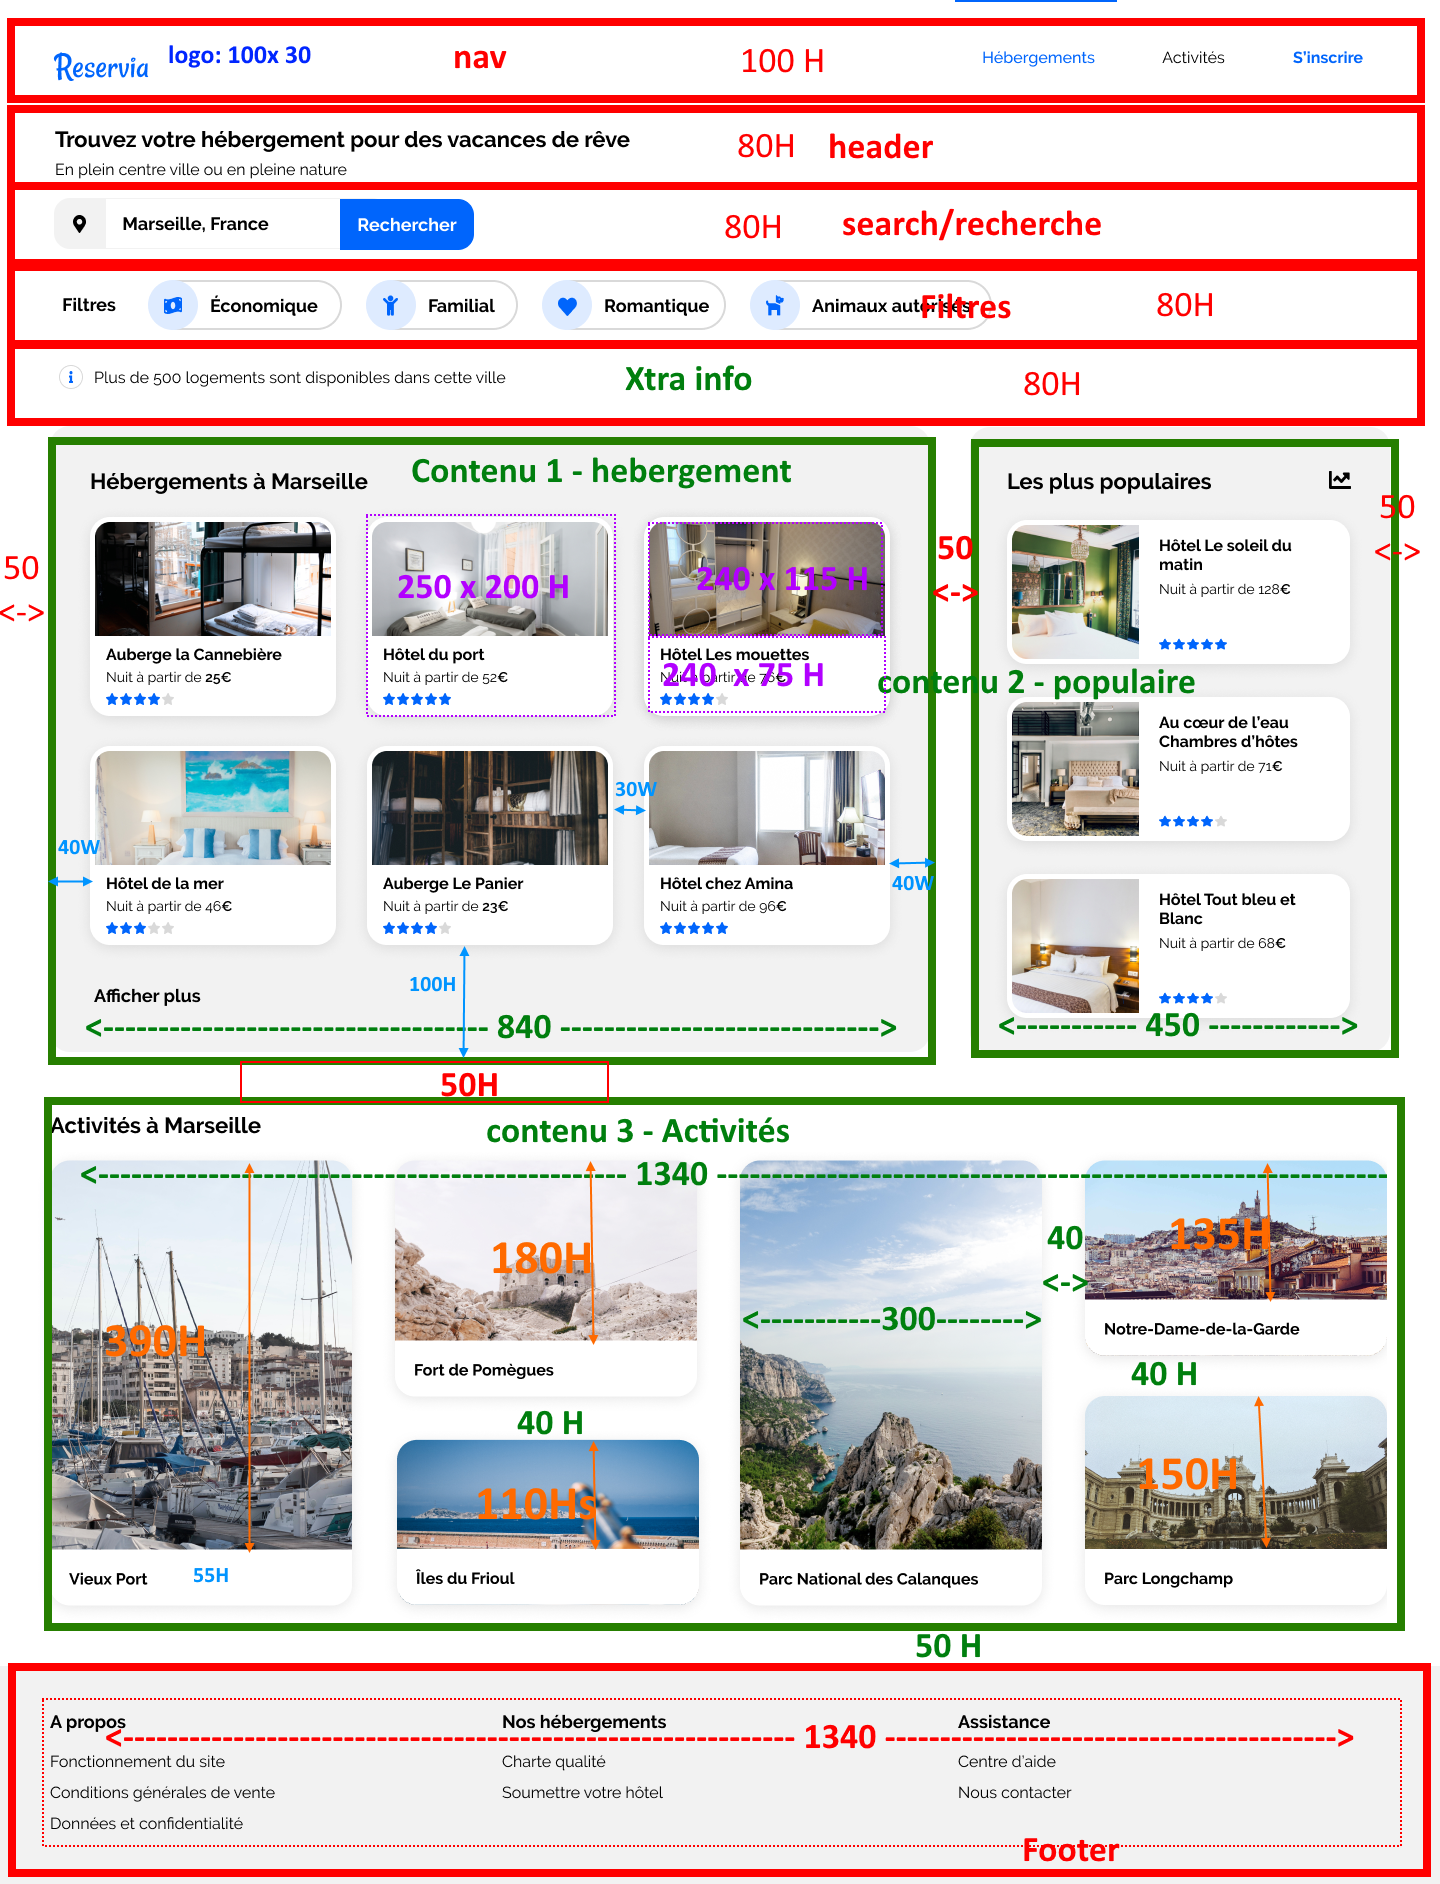 Reservia
logo: 100x 30
nav
100 H
Hébergements
Activités
S'inscrire
Trouvez votre hébergement pour des vacances de rêve
80H
header
En plein centre ville ou en pleine nature
Marseille, France
Rechercher
80H
search/recherche
Filtres
Économique
Familial
Romantique
Animaux autorisés
Filtres
80H
Plus de 500 logements sont disponibles dans cette ville
Xtra info
80H
Hébergements à Marseille
Contenu 1 - hebergement
Les plus populaires
50
<->
50
<->
50
<->
250 x 200 H
240 x 115 H
Auberge la Cannebière
Nuit à partir de 25€
Hôtel du port
Nuit à partir de 52€
Hôtel Les mouettes
Nuit à partir de 76€
240 x 75 H
Hôtel Le soleil du
matin
Nuit à partir de 128€
contenu 2 - populaire
Au cœur de l'eau
Chambres d'hôtes
Nuit à partir de 71€
30W
40W
40W
Hôtel de la mer
Nuit à partir de 46€
Auberge Le Panier
Nuit à partir de 23€
Hôtel chez Amina
Nuit à partir de 96€
Hôtel Tout bleu et
Blanc
Nuit à partir de 68€
100H
Afficher plus
<----------------------------------- 840 ----------------------------->
<----------- 450 ------------>
50H
Activités à Marseille
contenu 3 - Activités
<------------------------------------------------ 1340 ------------------------------------------------------------
390H
180H
40
<->
135H
<----------300-------->
Notre-Dame-de-la-Garde
Fort de Pomègues
40 H
40 H
110Hs
150H
Vieux Port
55H
Îles du Frioul
Parc National des Calanques
Parc Longchamp
50 H
A propos
Nos hébergements
Assistance
<------------------------------------------------------------- 1340 ----------------------------------------->
Fonctionnement du site
Charte qualité
Centre d'aide
Conditions générales de vente
Soumettre votre hôtel
Nous contacter
Données et confidentialité
Footer